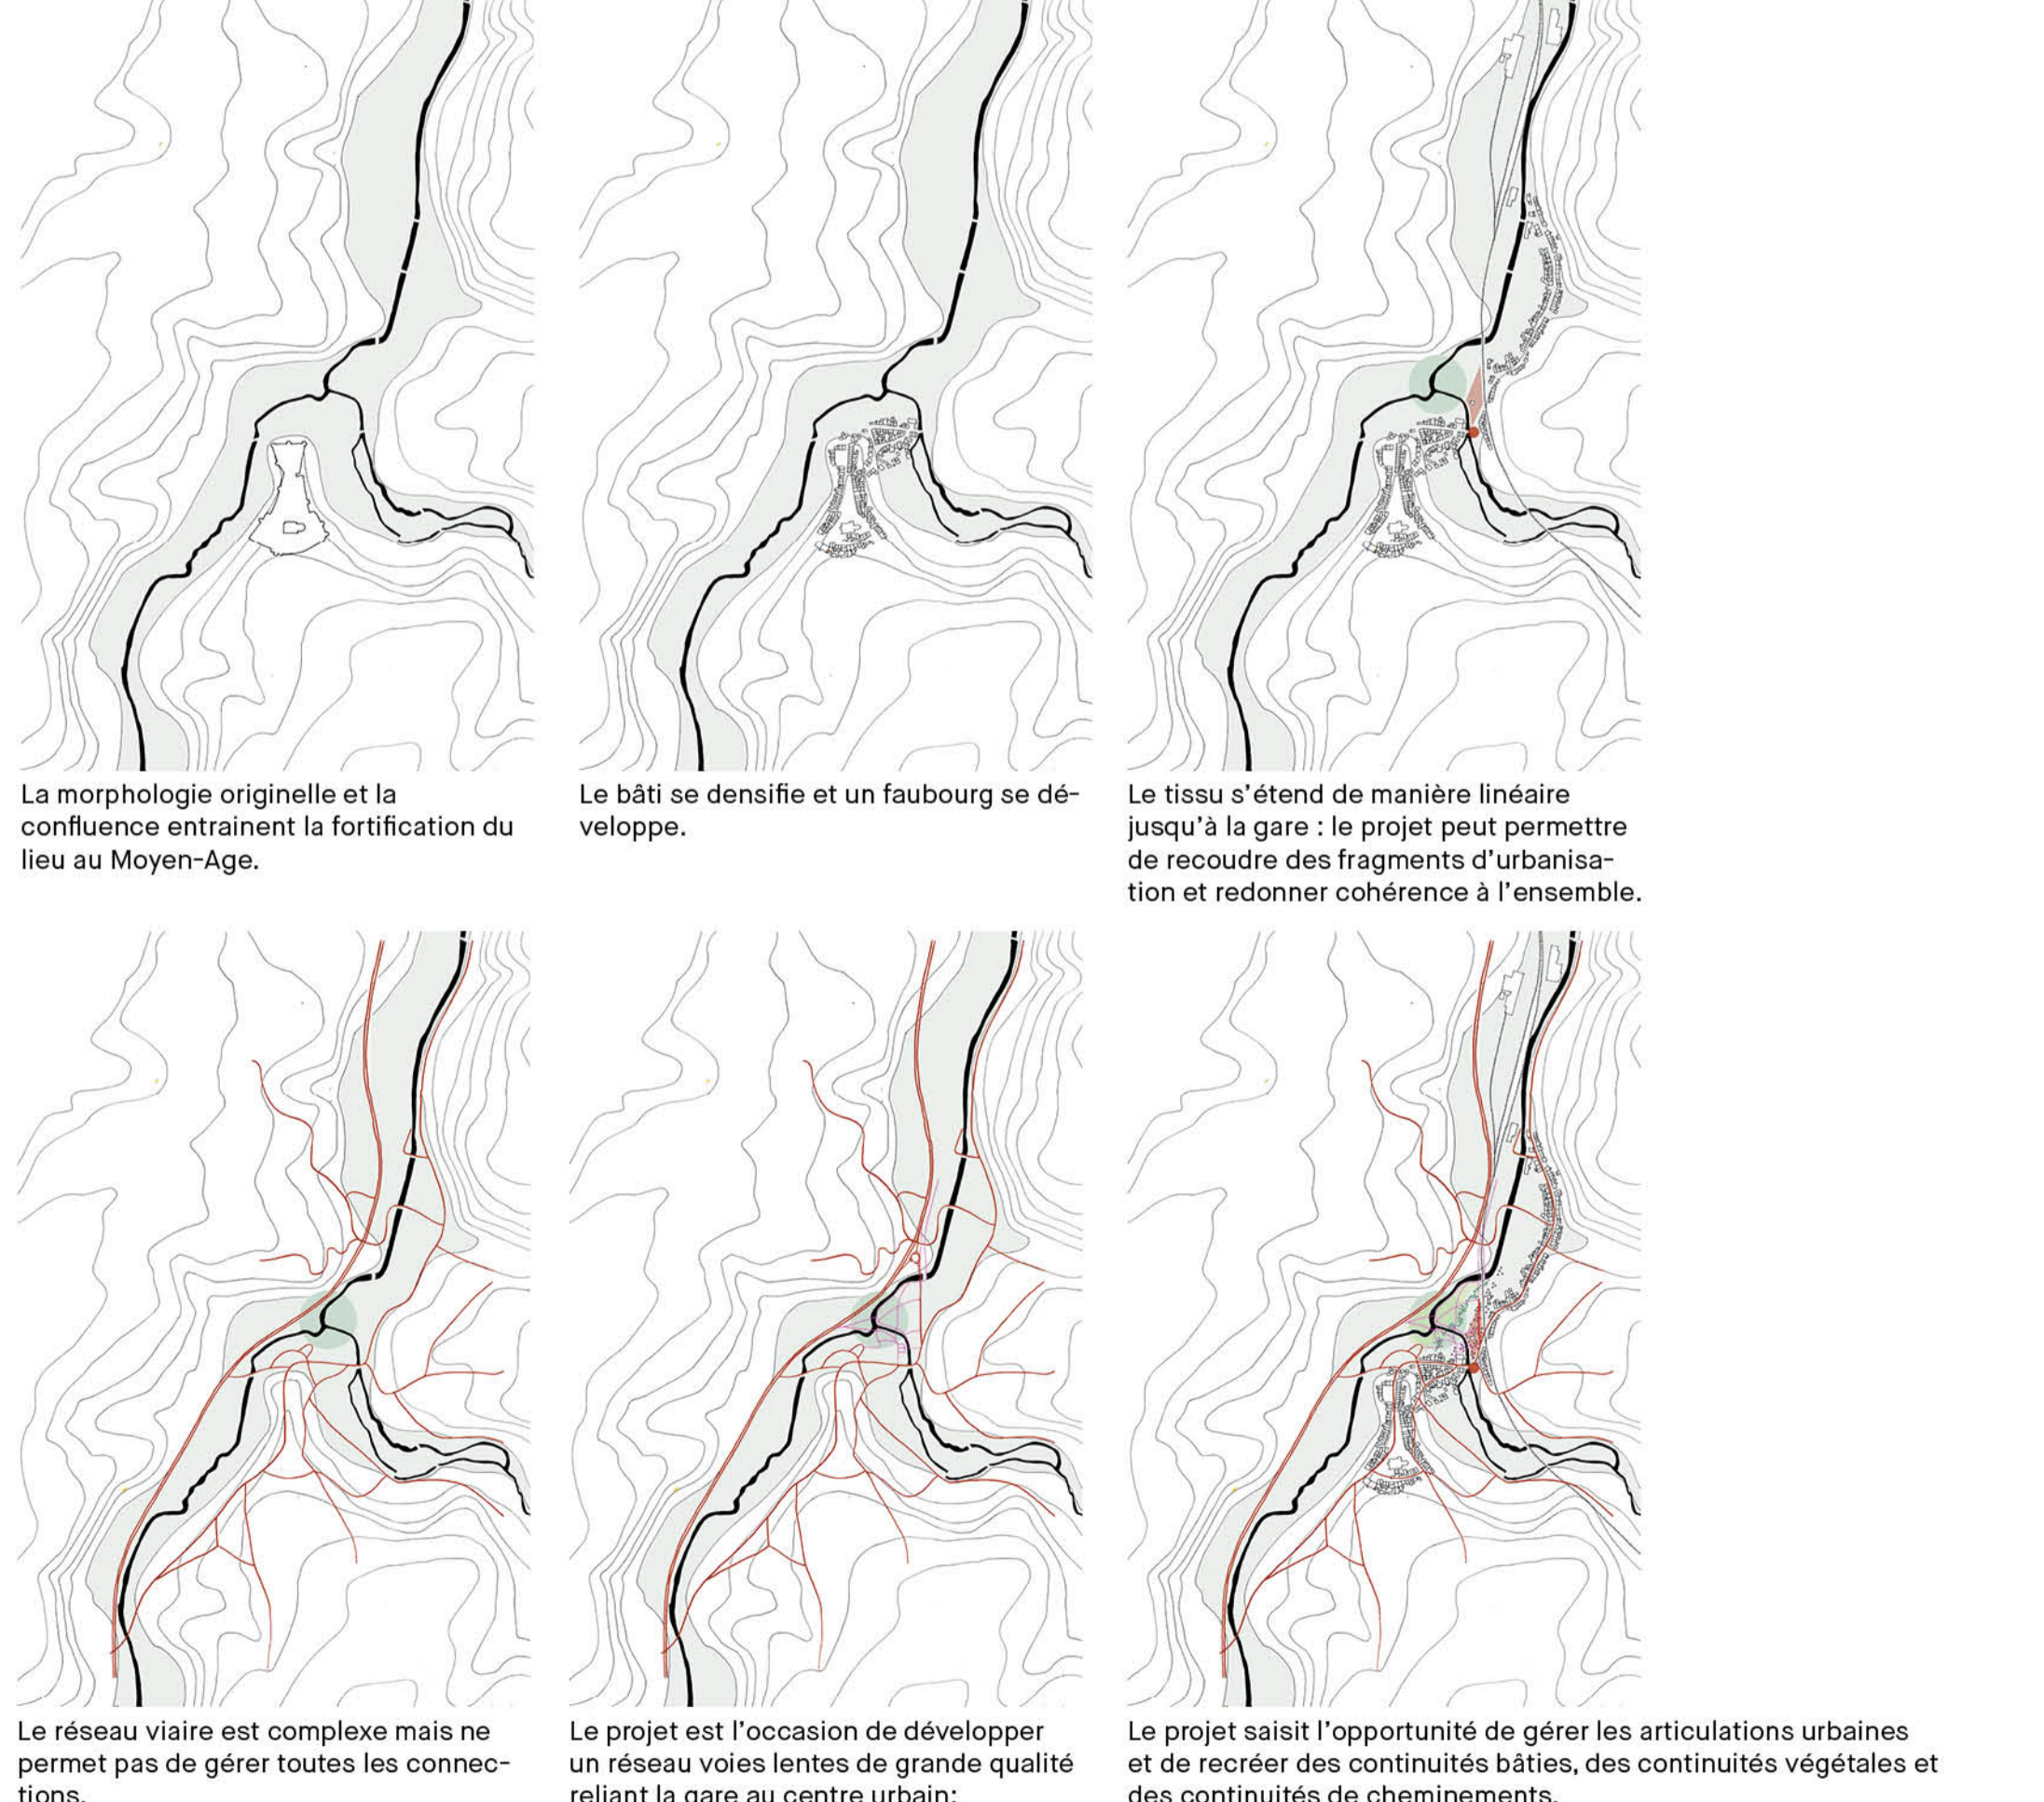 La morphologie originelle et la
confluence entrainent la fortification du
lieu au Moyen-Age.
Le bâti se densifie et un faubourg se dé-
veloppe.
Le tissu s'étend de manière linéaire
jusqu'à la gare : le projet peut permettre
de recoudre des fragments d'urbanisa-
tion et redonner cohérence à l'ensemble.
Le réseau viaire est complexe mais ne
permet pas de gérer toutes les connec-
tions.
Le projet est l'occasion de développer
un réseau voies lentes de grande qualité
reliant la gare au centre urbain;
Le projet saisit l'opportunité de gérer les articulations urbaines
et de recréer des continuités bâties, des continuités végétales et
des continuités de cheminements.